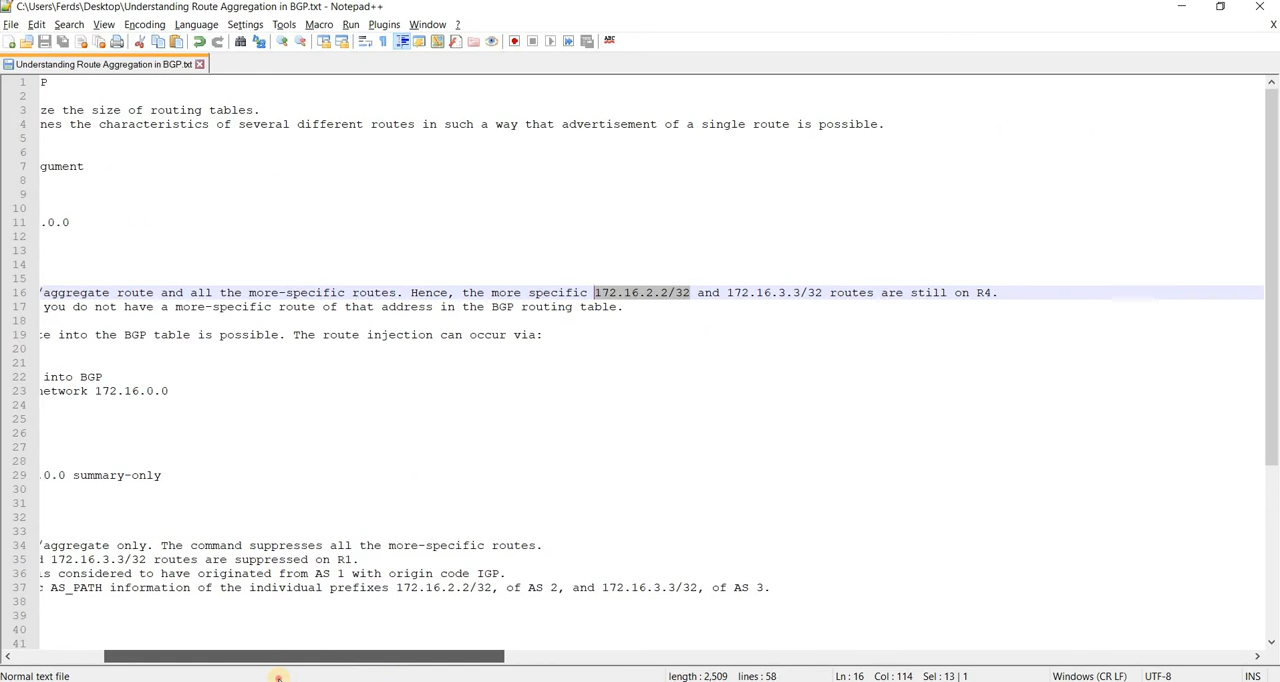 C:\Users\Ferds\Desktop\Understanding Route Aggregation in BGP.txt - Notepad++
File Edit Search View Encoding Language Settings Tools Macro Run Plugins Window ?
X
Understanding Route Aggregation in BGP.txt
1 P
2
3 ze the size of routing tables.
4 nes the characteristics of several different routes in such a way that advertisement of a single route is possible.
5
6
7 gument
8
9
10
11 .0.0
12
13
14
15
16 /aggregate route and all the more-specific routes. Hence, the more specific 172.16.2.2/32 and 172.16.3.3/32 routes are still on R4.
17 you do not have a more-specific route of that address in the BGP routing table.
18
19 e into the BGP table is possible. The route injection can occur via:
20
21
22 into BGP
23 network 172.16.0.0
24
25
26
27
28
29 .0.0 summary-only
30
31
32
33
34 /aggregate only. The command suppresses all the more-specific routes.
35 172.16.3.3/32 routes are suppressed on R1.
36 is considered to have originated from AS 1 with origin code IGP.
37 AS_PATH information of the individual prefixes 172.16.2.2/32, of AS 2, and 172.16.3.3/32, of AS 3.
38
39
40
41
Normal text file length : 2,509 lines : 58 Ln : 16 Col : 114 Sel : 13 | 1 Windows (CR LF) UTF-8 INS